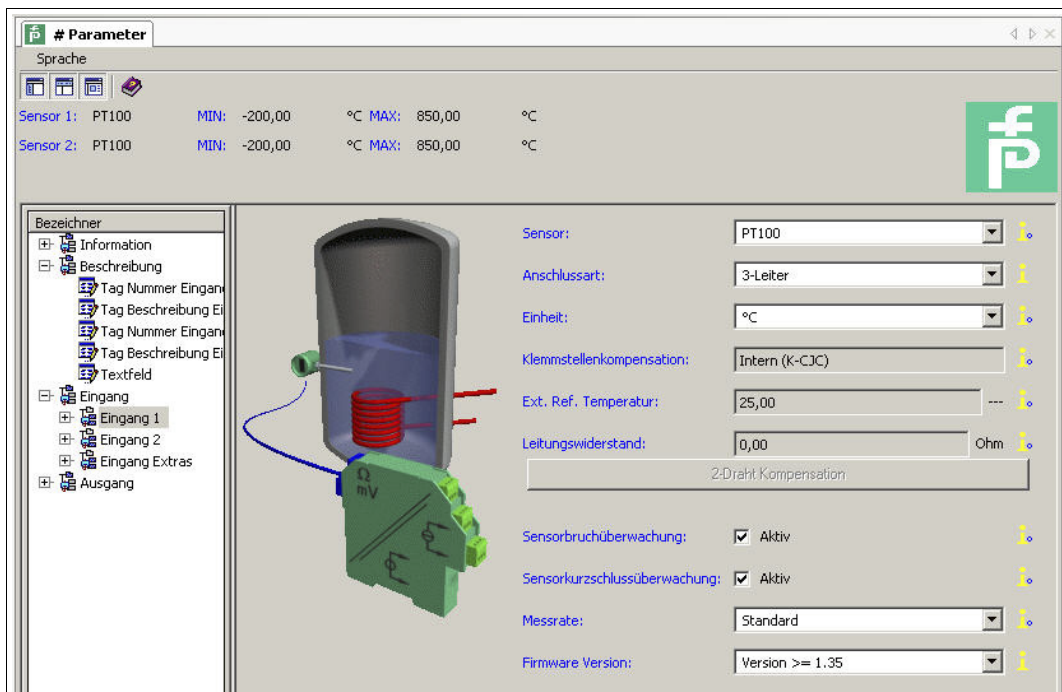 # Parameter
Sprache
Sensor 1: PT100 MIN: -200,00 °C MAX: 850,00 °C
Sensor 2: PT100 MIN: -200,00 °C MAX: 850,00 °C
Bezeichner
Information
Beschreibung
Tag Nummer Eingan
Tag Beschreibung Ei
Tag Nummer Eingan
Tag Beschreibung Ei
Textfeld
Eingang
Eingang 1
Eingang 2
Eingang Extras
Ausgang
Ω
mV
Sensor: PT100
Anschlussart: 3-Leiter
Einheit: °C
Klemmstellenkompensation: Intern (K-CJC)
Ext. Ref. Temperatur: 25,00 ---
Leitungswiderstand: 0,00 Ohm
2-Draht Kompensation
Sensorbruchüberwachung: Aktiv
Sensorkurzschlussüberwachung: Aktiv
Messrate: Standard
Firmware Version: Version >= 1.35